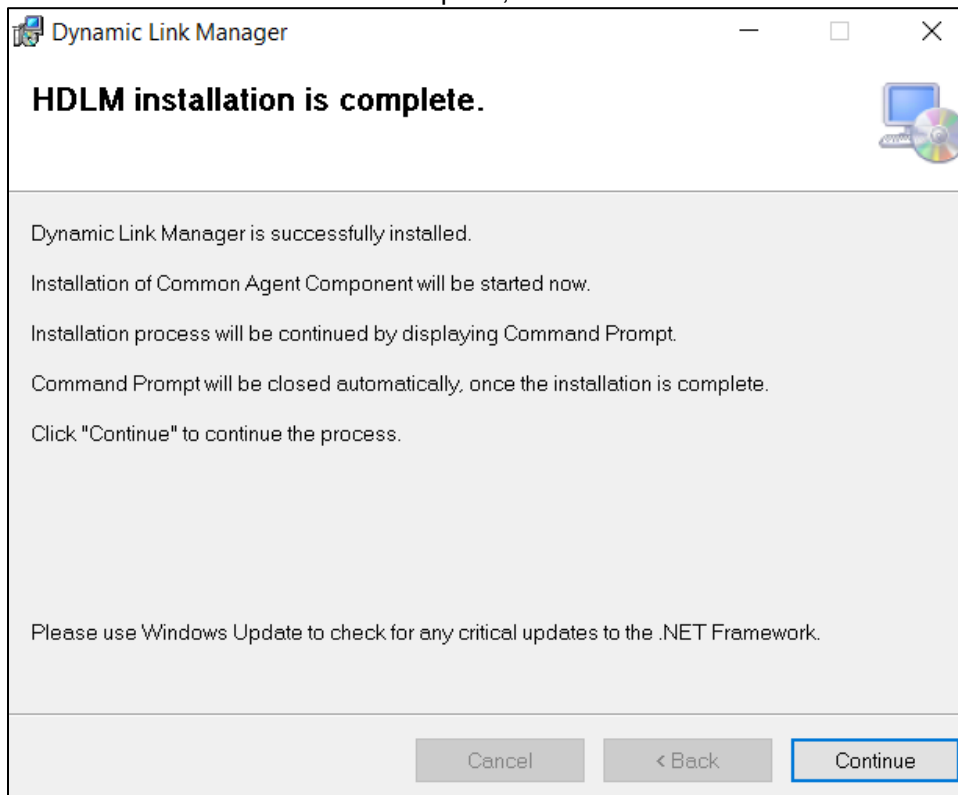 Dynamic Link Manager
HDLM installation is complete.
Dynamic Link Manager is successfully installed.
Installation of Common Agent Component will be started now.
Installation process will be continued by displaying Command Prompt.
Command Prompt will be closed automatically, once the installation is complete.
Click "Continue" to continue the process.
Please use Windows Update to check for any critical updates to the .NET Framework.
Cancel
< Back
Continue